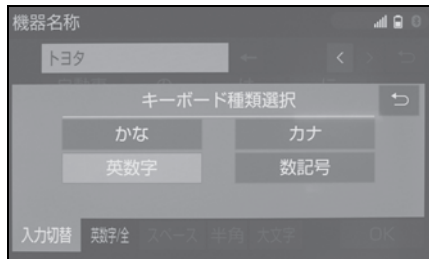 機器名称
トヨタ
キーボード種類選択
かな カナ
英数字 数記号
入力切替 英数字/全 スペース 半角 大文字 OK